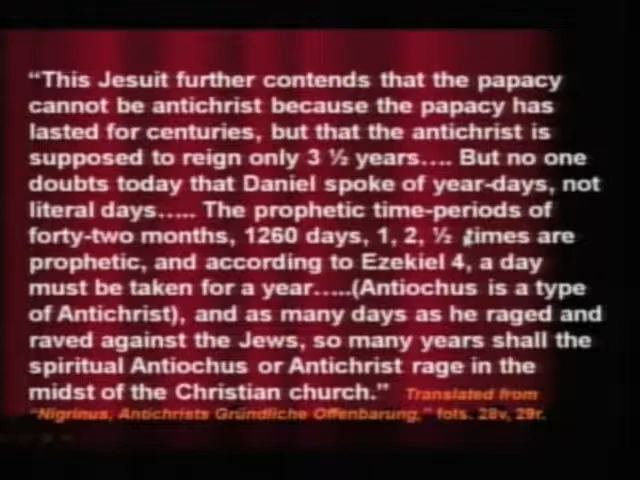 “This Jesuit further contends that the papacy
cannot be antichrist because the papacy has
lasted for centuries, but that the antichrist is
supposed to reign only 3 ½ years.... But no one
doubts today that Daniel spoke of year-days, not
literal days..... The prophetic time-periods of
forty-two months, 1260 days, 1, 2, ½ times are
prophetic, and according to Ezekiel 4, a day
must be taken for a year.....(Antiochus is a type
of Antichrist), and as many days as he raged and
raved against the Jews, so many years shall the
spiritual Antiochus or Antichrist rage in the
midst of the Christian church.” Translated from
“Nigrinus, Antichrists Gründliche Offenbarung,” fols. 28v, 29r.